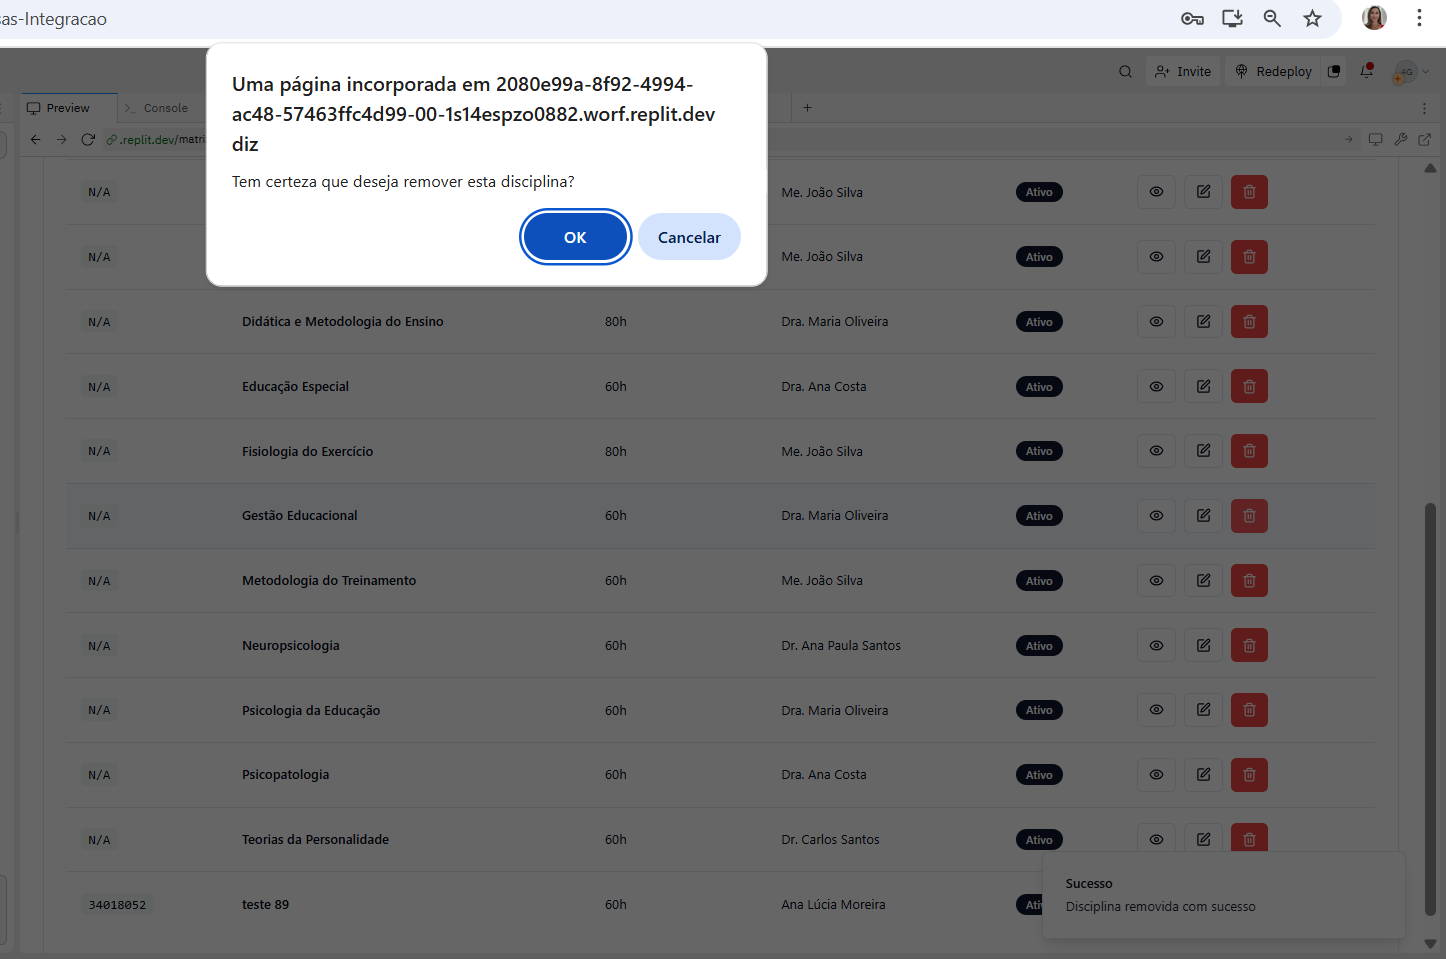 as-Integracao
Uma página incorporada em 2080e99a-8f92-4994-
ac48-57463ffc4d99-00-1s14espzo0882.worf.replit.dev
diz
Tem certeza que deseja remover esta disciplina?
OK Cancelar
Invite Redeploy AG
Preview Console
.replit.dev/matri
N/A Me. João Silva Ativo
N/A Me. João Silva Ativo
N/A Didática e Metodologia do Ensino 80h Dra. Maria Oliveira Ativo
N/A Educação Especial 60h Dra. Ana Costa Ativo
N/A Fisiologia do Exercício 80h Me. João Silva Ativo
N/A Gestão Educacional 60h Dra. Maria Oliveira Ativo
N/A Metodologia do Treinamento 60h Me. João Silva Ativo
N/A Neuropsicologia 60h Dr. Ana Paula Santos Ativo
N/A Psicologia da Educação 60h Dra. Maria Oliveira Ativo
N/A Psicopatologia 60h Dra. Ana Costa Ativo
N/A Teorias da Personalidade 60h Dr. Carlos Santos Ativo
34018052 teste 89 60h Ana Lúcia Moreira Ati
Sucesso
Disciplina removida com sucesso